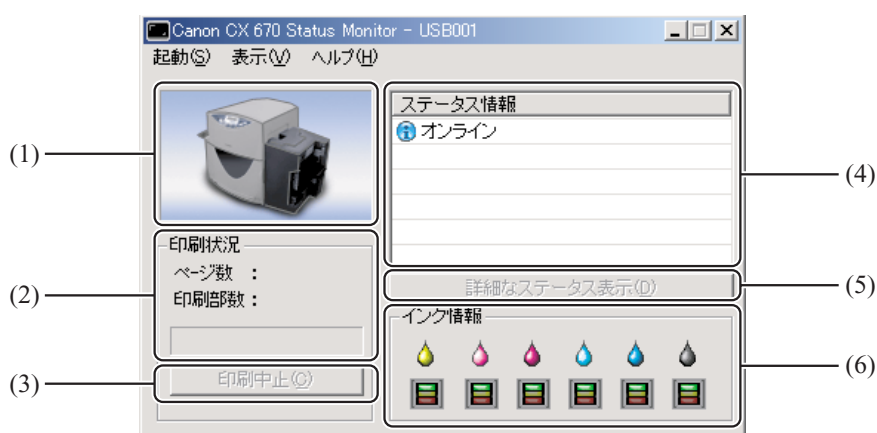 Canon CX 670 Status Monitor - USB001
起動(S) 表示(V) ヘルプ(H)
(1)
(2)
印刷状況
ページ数 :
印刷部数 :
(3)
印刷中止(C)
ステータス情報
オンライン
(4)
詳細なステータス表示(D)
(5)
インク情報
(6)